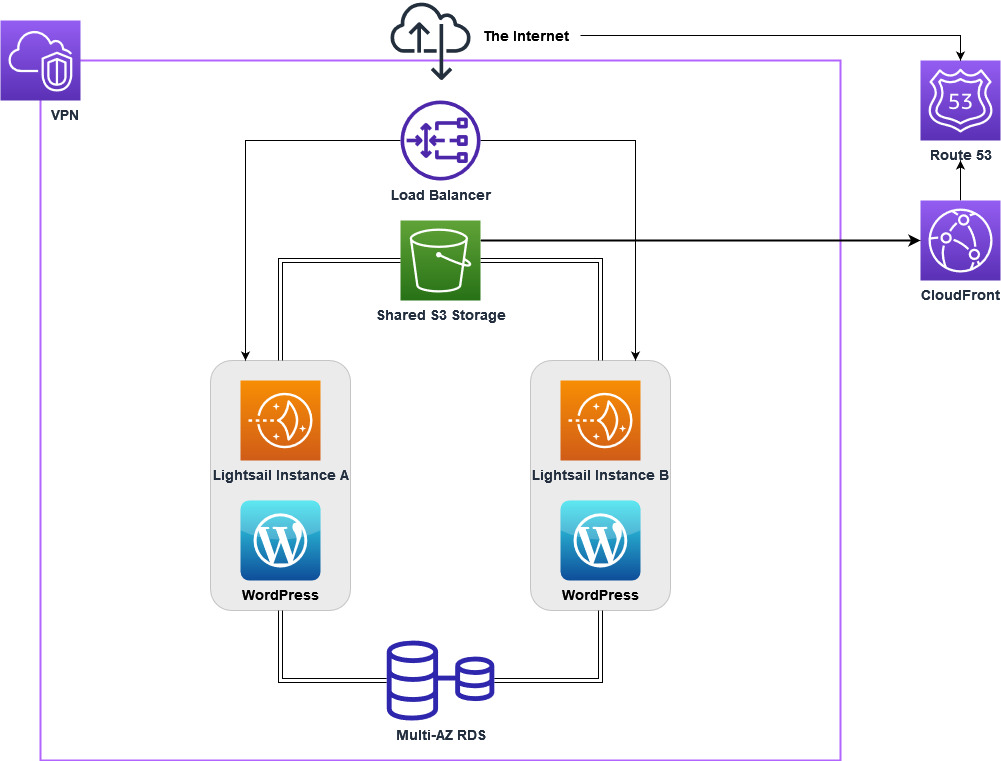 The Internet
VPN
53
Route 53
Load Balancer
CloudFront
Shared S3 Storage
Lightsail Instance A
Lightsail Instance B
WordPress
WordPress
Multi-AZ RDS